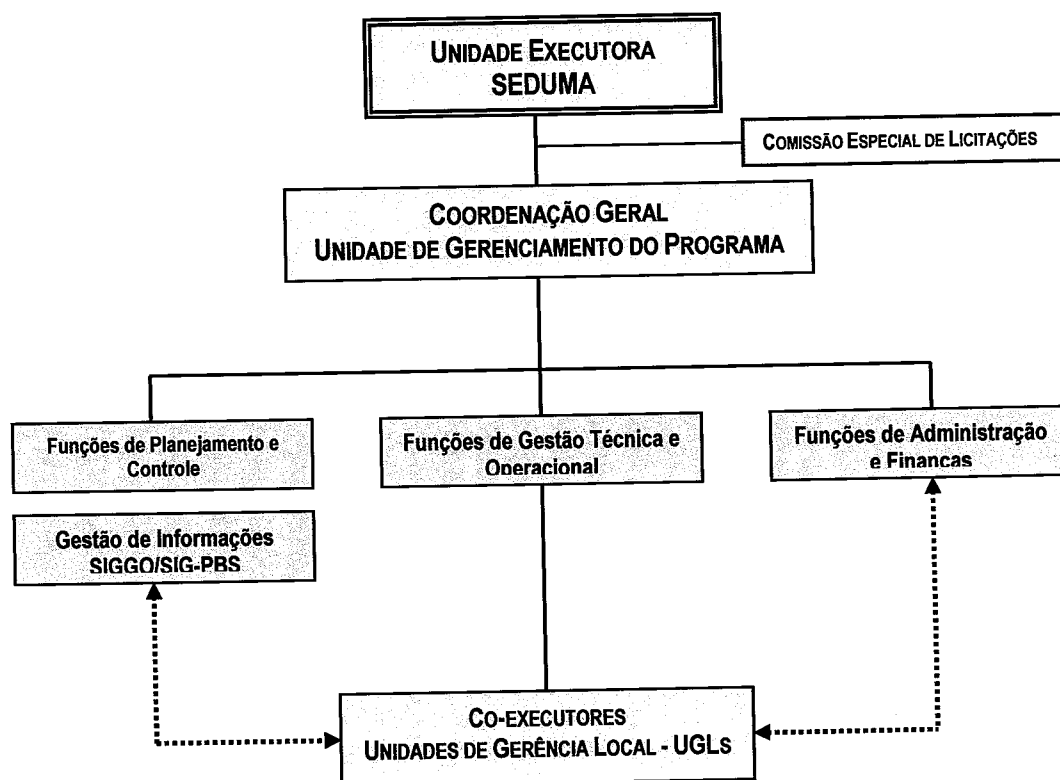 UNIDADE EXECUTORA
SEDUMA
COMISSÃO ESPECIAL DE LICITAÇÕES
COORDENAÇÃO GERAL
UNIDADE DE GERENCIAMENTO DO PROGRAMA
Funções de Planejamento e
Controle
Funções de Gestão Técnica e
Operacional
Funções de Administração
e Finanças
Gestão de Informações
SIGGO/SIG-PBS
CO-EXECUTORES
UNIDADES DE GERÊNCIA LOCAL - UGLS